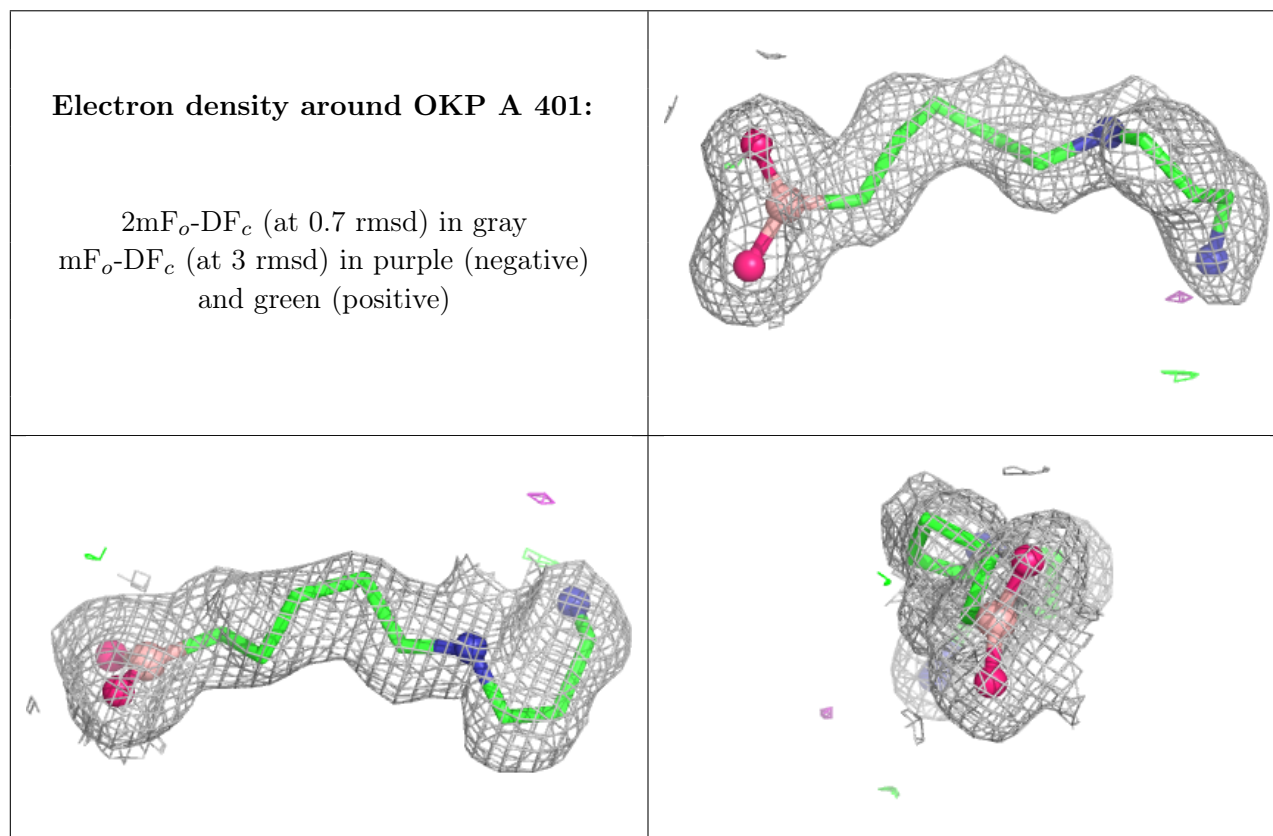 Electron density around OKP A 401:
2mFo-DFc (at 0.7 rmsd) in gray
mFo-DFc (at 3 rmsd) in purple (negative)
and green (positive)